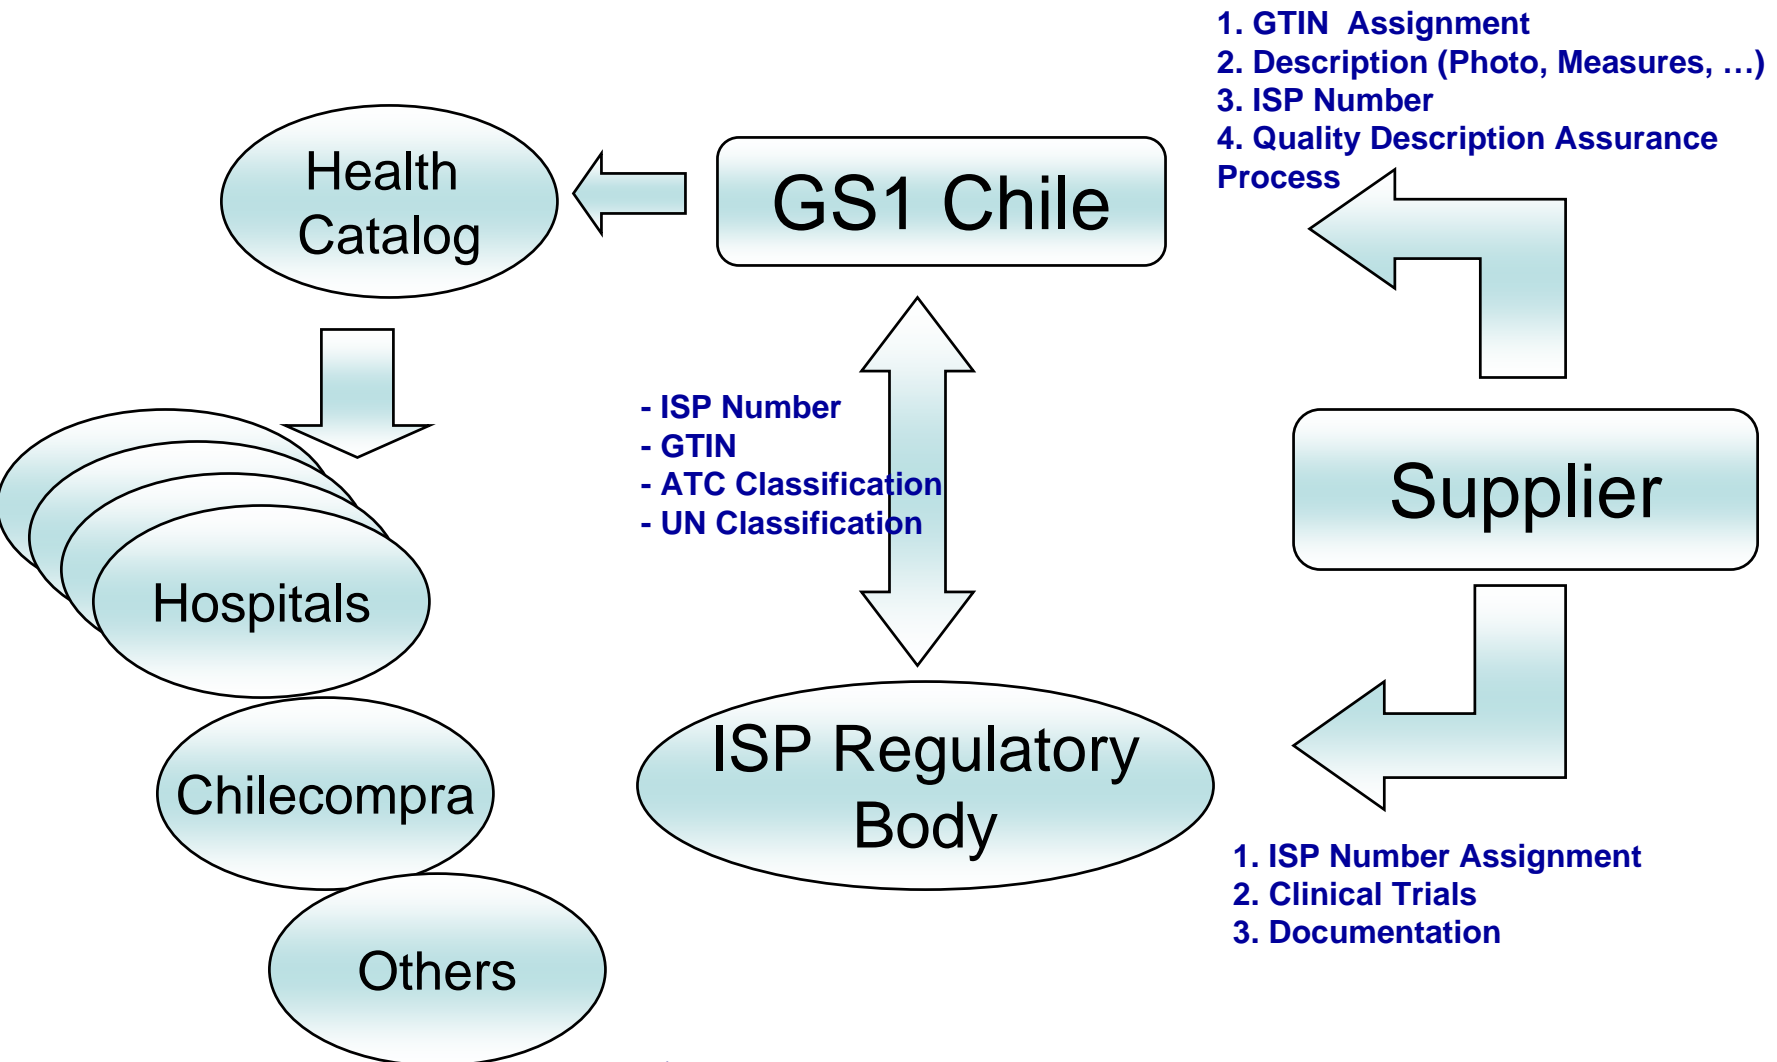 1. GTIN  Assignment
2. Description (Photo, Measures, …)
3. ISP Number
4. Quality Description Assurance
Process
Health
Catalog
GS1 Chile
- ISP Number
- GTIN
- ATC Classification
- UN Classification
Supplier
Hospitals
ISP Regulatory
Body
Chilecompra
1. ISP Number Assignment
2. Clinical Trials
3. Documentation
Others